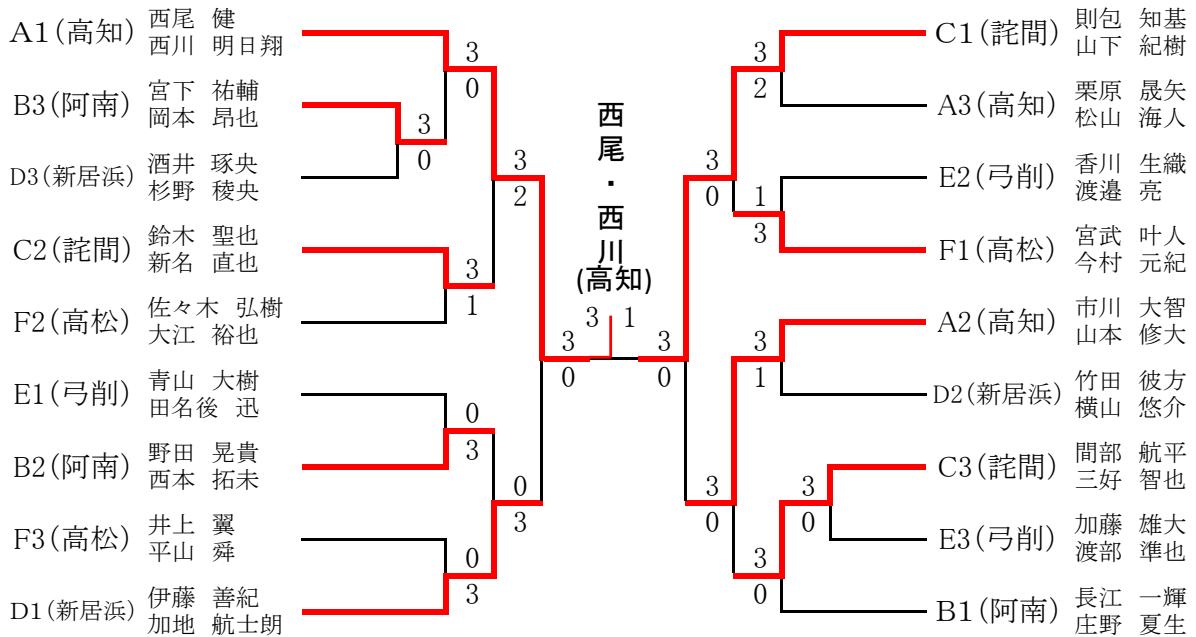 A1(高知) 西尾 健
西川 明日翔
B3(阿南) 宮下 祐輔
岡本 昂也
D3(新居浜) 酒井 琢央
杉野 稜央
C2(詫間) 鈴木 聖也
新名 直也
F2(高松) 佐々木 弘樹
大江 裕也
E1(弓削) 青山 大樹
田名後 迅
B2(阿南) 野田 晃貴
西本 拓未
F3(高松) 井上 翼
平山 舜
D1(新居浜) 伊藤 善紀
加地 航士朗
3
0
3
0
3
1
0
3
0
3
3
2
0
3
3
0
西尾・西川
(高知)
3 1
3
0
3
0
3
0
3
2
1
3
3
1
3
0
3
0
C1(詫間) 則包 知基
山下 紀樹
A3(高知) 栗原 晟矢
松山 海人
E2(弓削) 香川 生織
渡邉 亮
F1(高松) 宮武 叶人
今村 元紀
A2(高知) 市川 大智
山本 修大
D2(新居浜) 竹田 彼方
横山 悠介
C3(詫間) 間部 航平
三好 智也
E3(弓削) 加藤 雄大
渡部 準也
B1(阿南) 長江 一輝
庄野 夏生